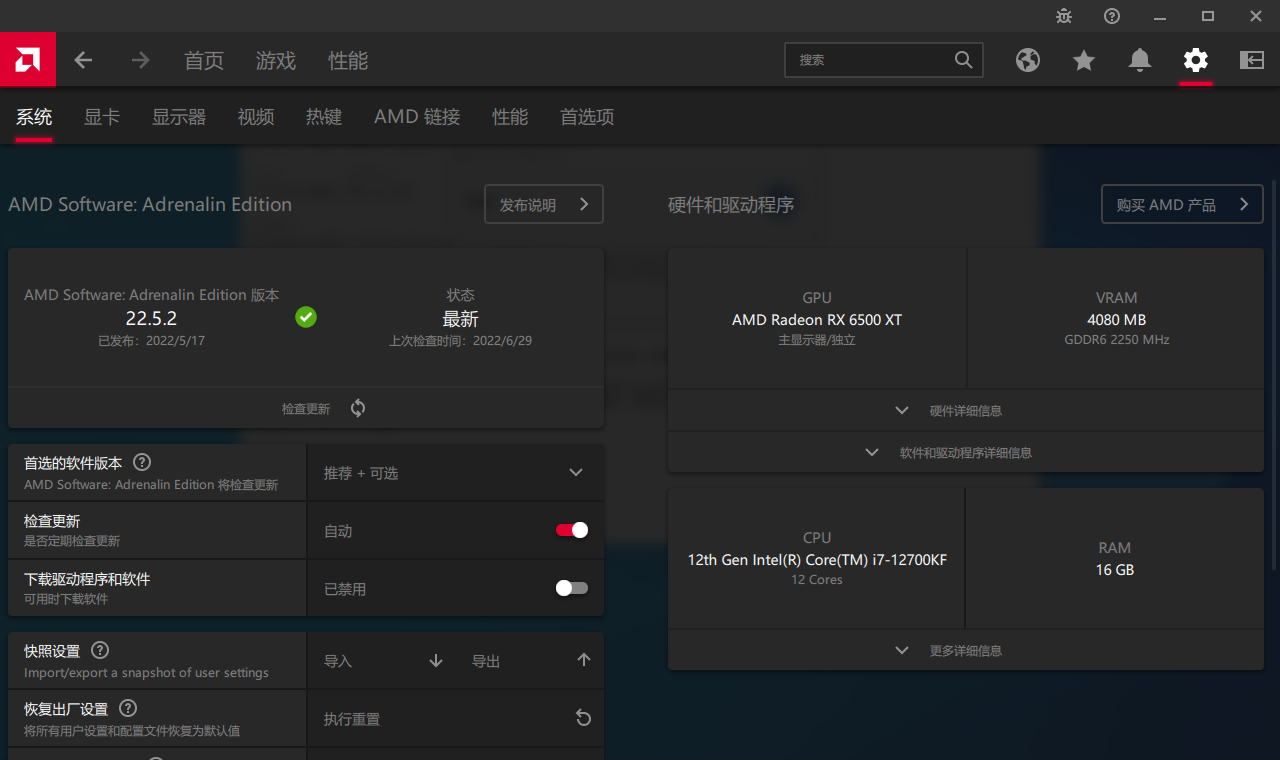 首页 游戏 性能 搜索
系统 显卡 显示器 视频 热键 AMD 链接 性能 首选项
AMD Software: Adrenalin Edition 发布说明
AMD Software: Adrenalin Edition 版本
22.5.2
已发布：2022/5/17
状态
最新
上次检查时间：2022/6/29
检查更新
首选的软件版本
AMD Software: Adrenalin Edition 将检查更新
推荐 + 可选
检查更新
是否定期检查更新
自动
下载驱动程序和软件
可用时下载软件
已禁用
快照设置
Import/export a snapshot of user settings
导入 导出
恢复出厂设置
将所有用户设置和配置文件恢复为默认值
执行重置
硬件和驱动程序 购买 AMD 产品
GPU
AMD Radeon RX 6500 XT
主显示器/独立
VRAM
4080 MB
GDDR6 2250 MHz
硬件详细信息
软件和驱动程序详细信息
CPU
12th Gen Intel(R) Core(TM) i7-12700KF
12 Cores
RAM
16 GB
更多详细信息